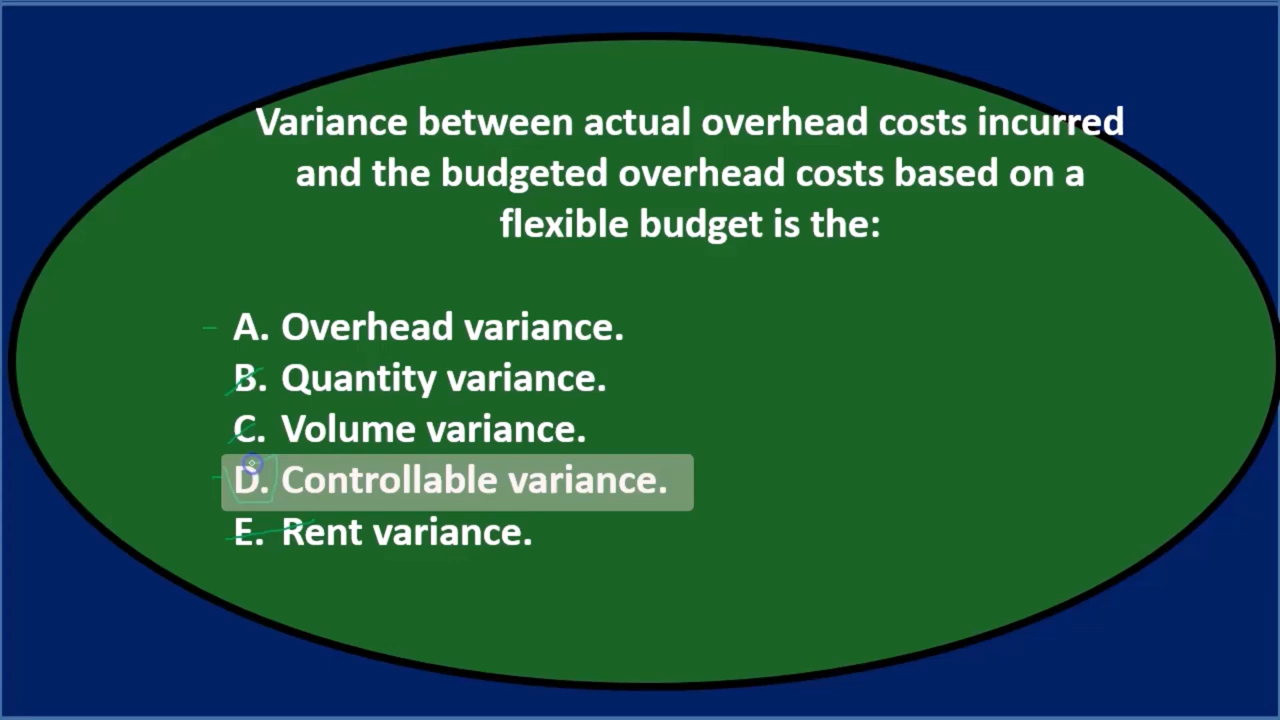 Variance between actual overhead costs incurred
and the budgeted overhead costs based on a
flexible budget is the:
A. Overhead variance.
B. Quantity variance.
C. Volume variance.
D. Controllable variance.
E. Rent variance.